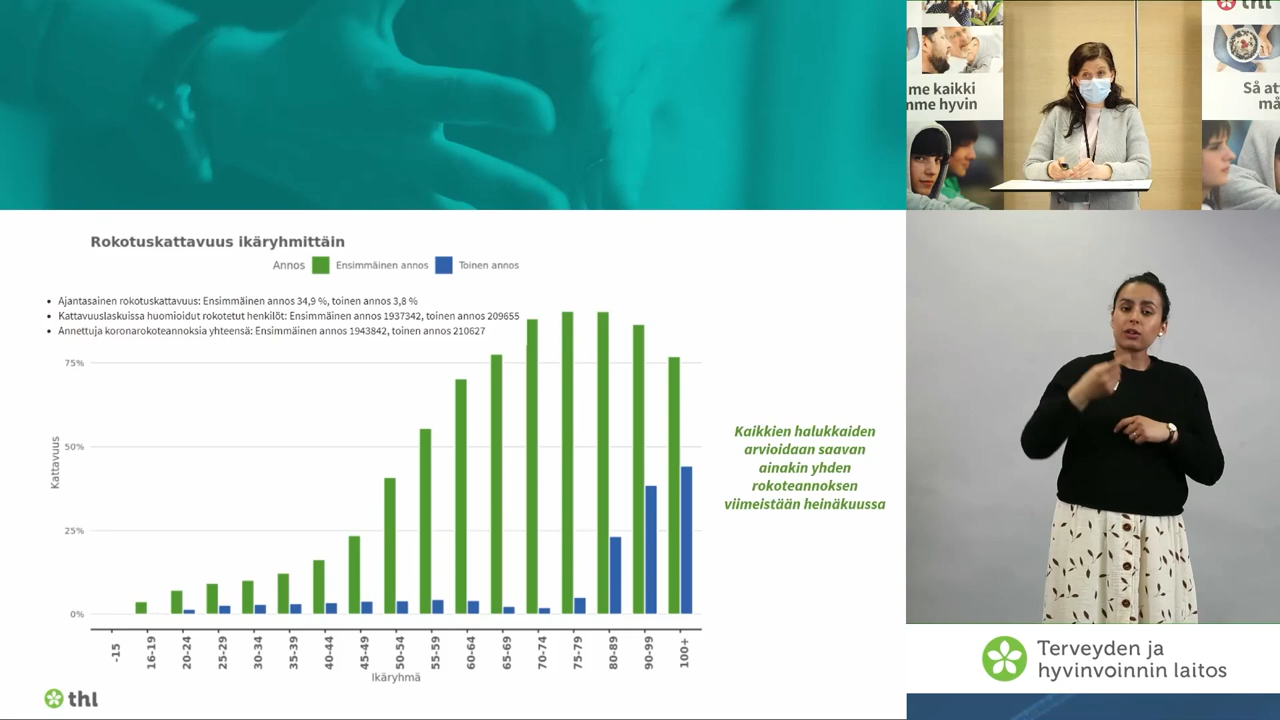 Rokotuskattavuus ikäryhmittäin
Annos Ensimmäinen annos Toinen annos
• Ajantasainen rokotuskattavuus: Ensimmäinen annos 34,9 %, toinen annos 3,8 %
• Kattavuuslaskuissa huomioidut rokotetut henkilöt: Ensimmäinen annos 1937342, toinen annos 209655
• Annettuja koronarokoteannoksia yhteensä: Ensimmäinen annos 1943842, toinen annos 210627
75%
50%
25%
0%
Kattavuus
-15 16-19 20-24 25-29 30-34 35-39 40-44 45-49 50-54 55-59 60-64 65-69 70-74 75-79 80-89 90-99 100+
Ikäryhmä
Kaikkien halukkaiden
arvioidaan saavan
ainakin yhden
rokoteannoksen
viimeistään heinäkuussa
thl
thl
me kaikki
nme hyvin
Så at
må
Terveyden ja
hyvinvoinnin laitos